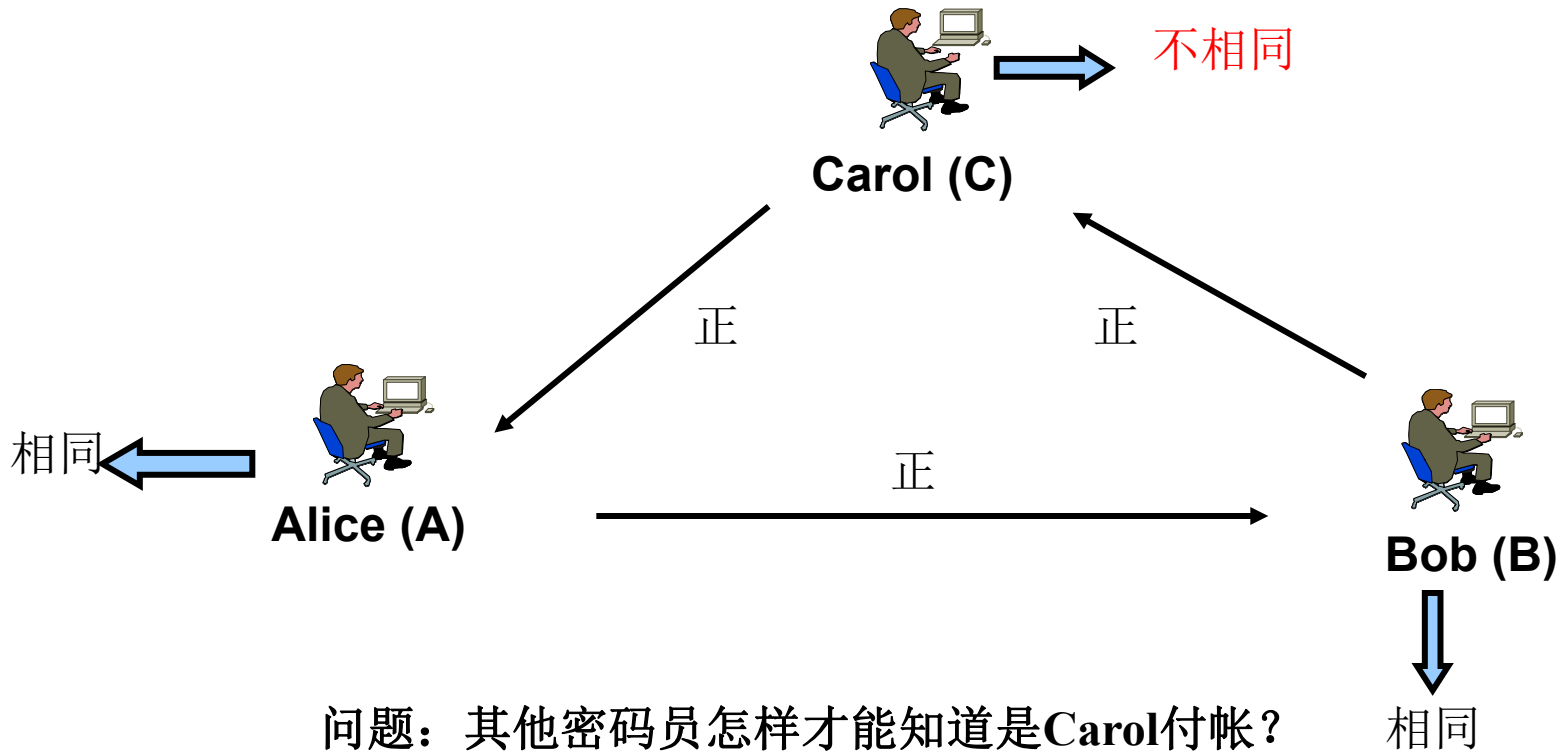 不相同
Carol (C)
正
正
相同
正
Alice (A)
Bob (B)
问题：其他密码员怎样才能知道是Carol付帐？
相同